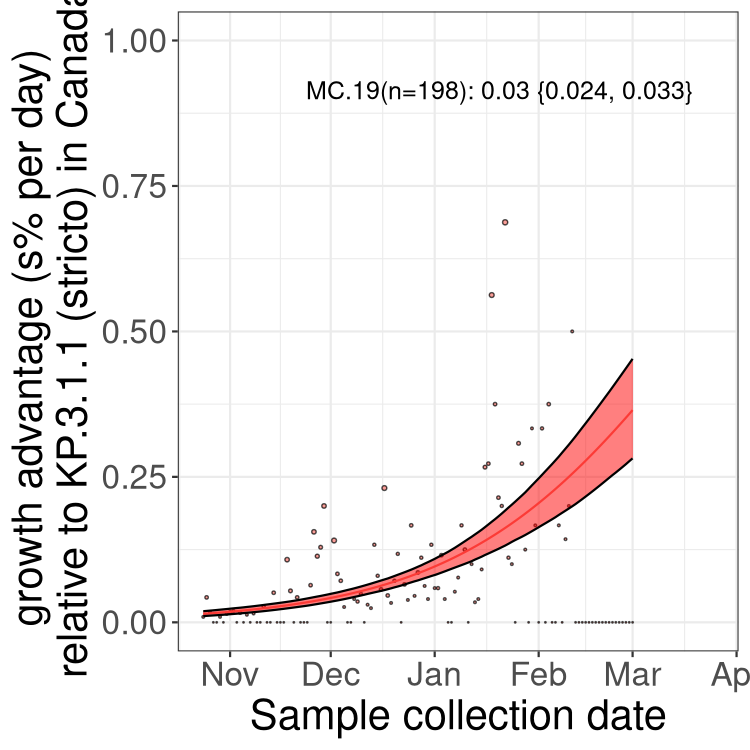 growth advantage (s% per day)
relative to KP.3.1.1 (stricto) in Canada
1.00
0.75
0.50
0.25
0.00
MC.19(n=198): 0.03 {0.024, 0.033}
Nov Dec Jan Feb Mar Ap
Sample collection date